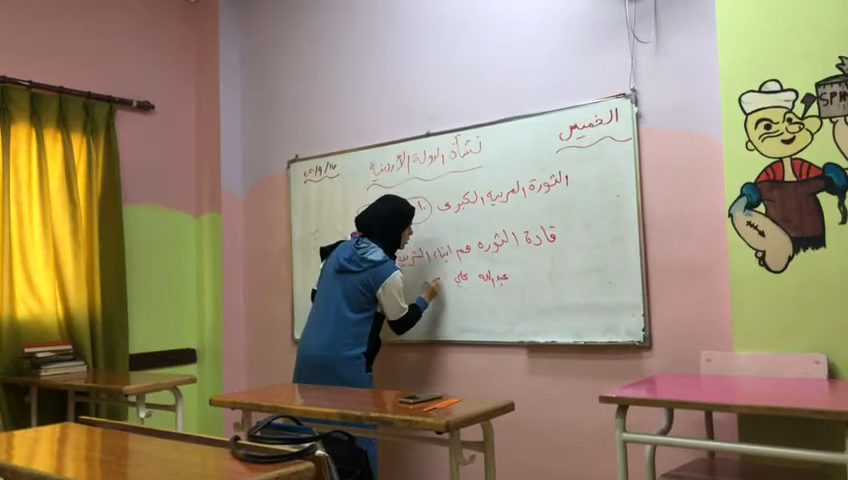 الخميس
نشأة الدولة الأردنية
الثورة العربية الكبرى
قادة الثوره هم ابناء الشريف
عبدالله علي